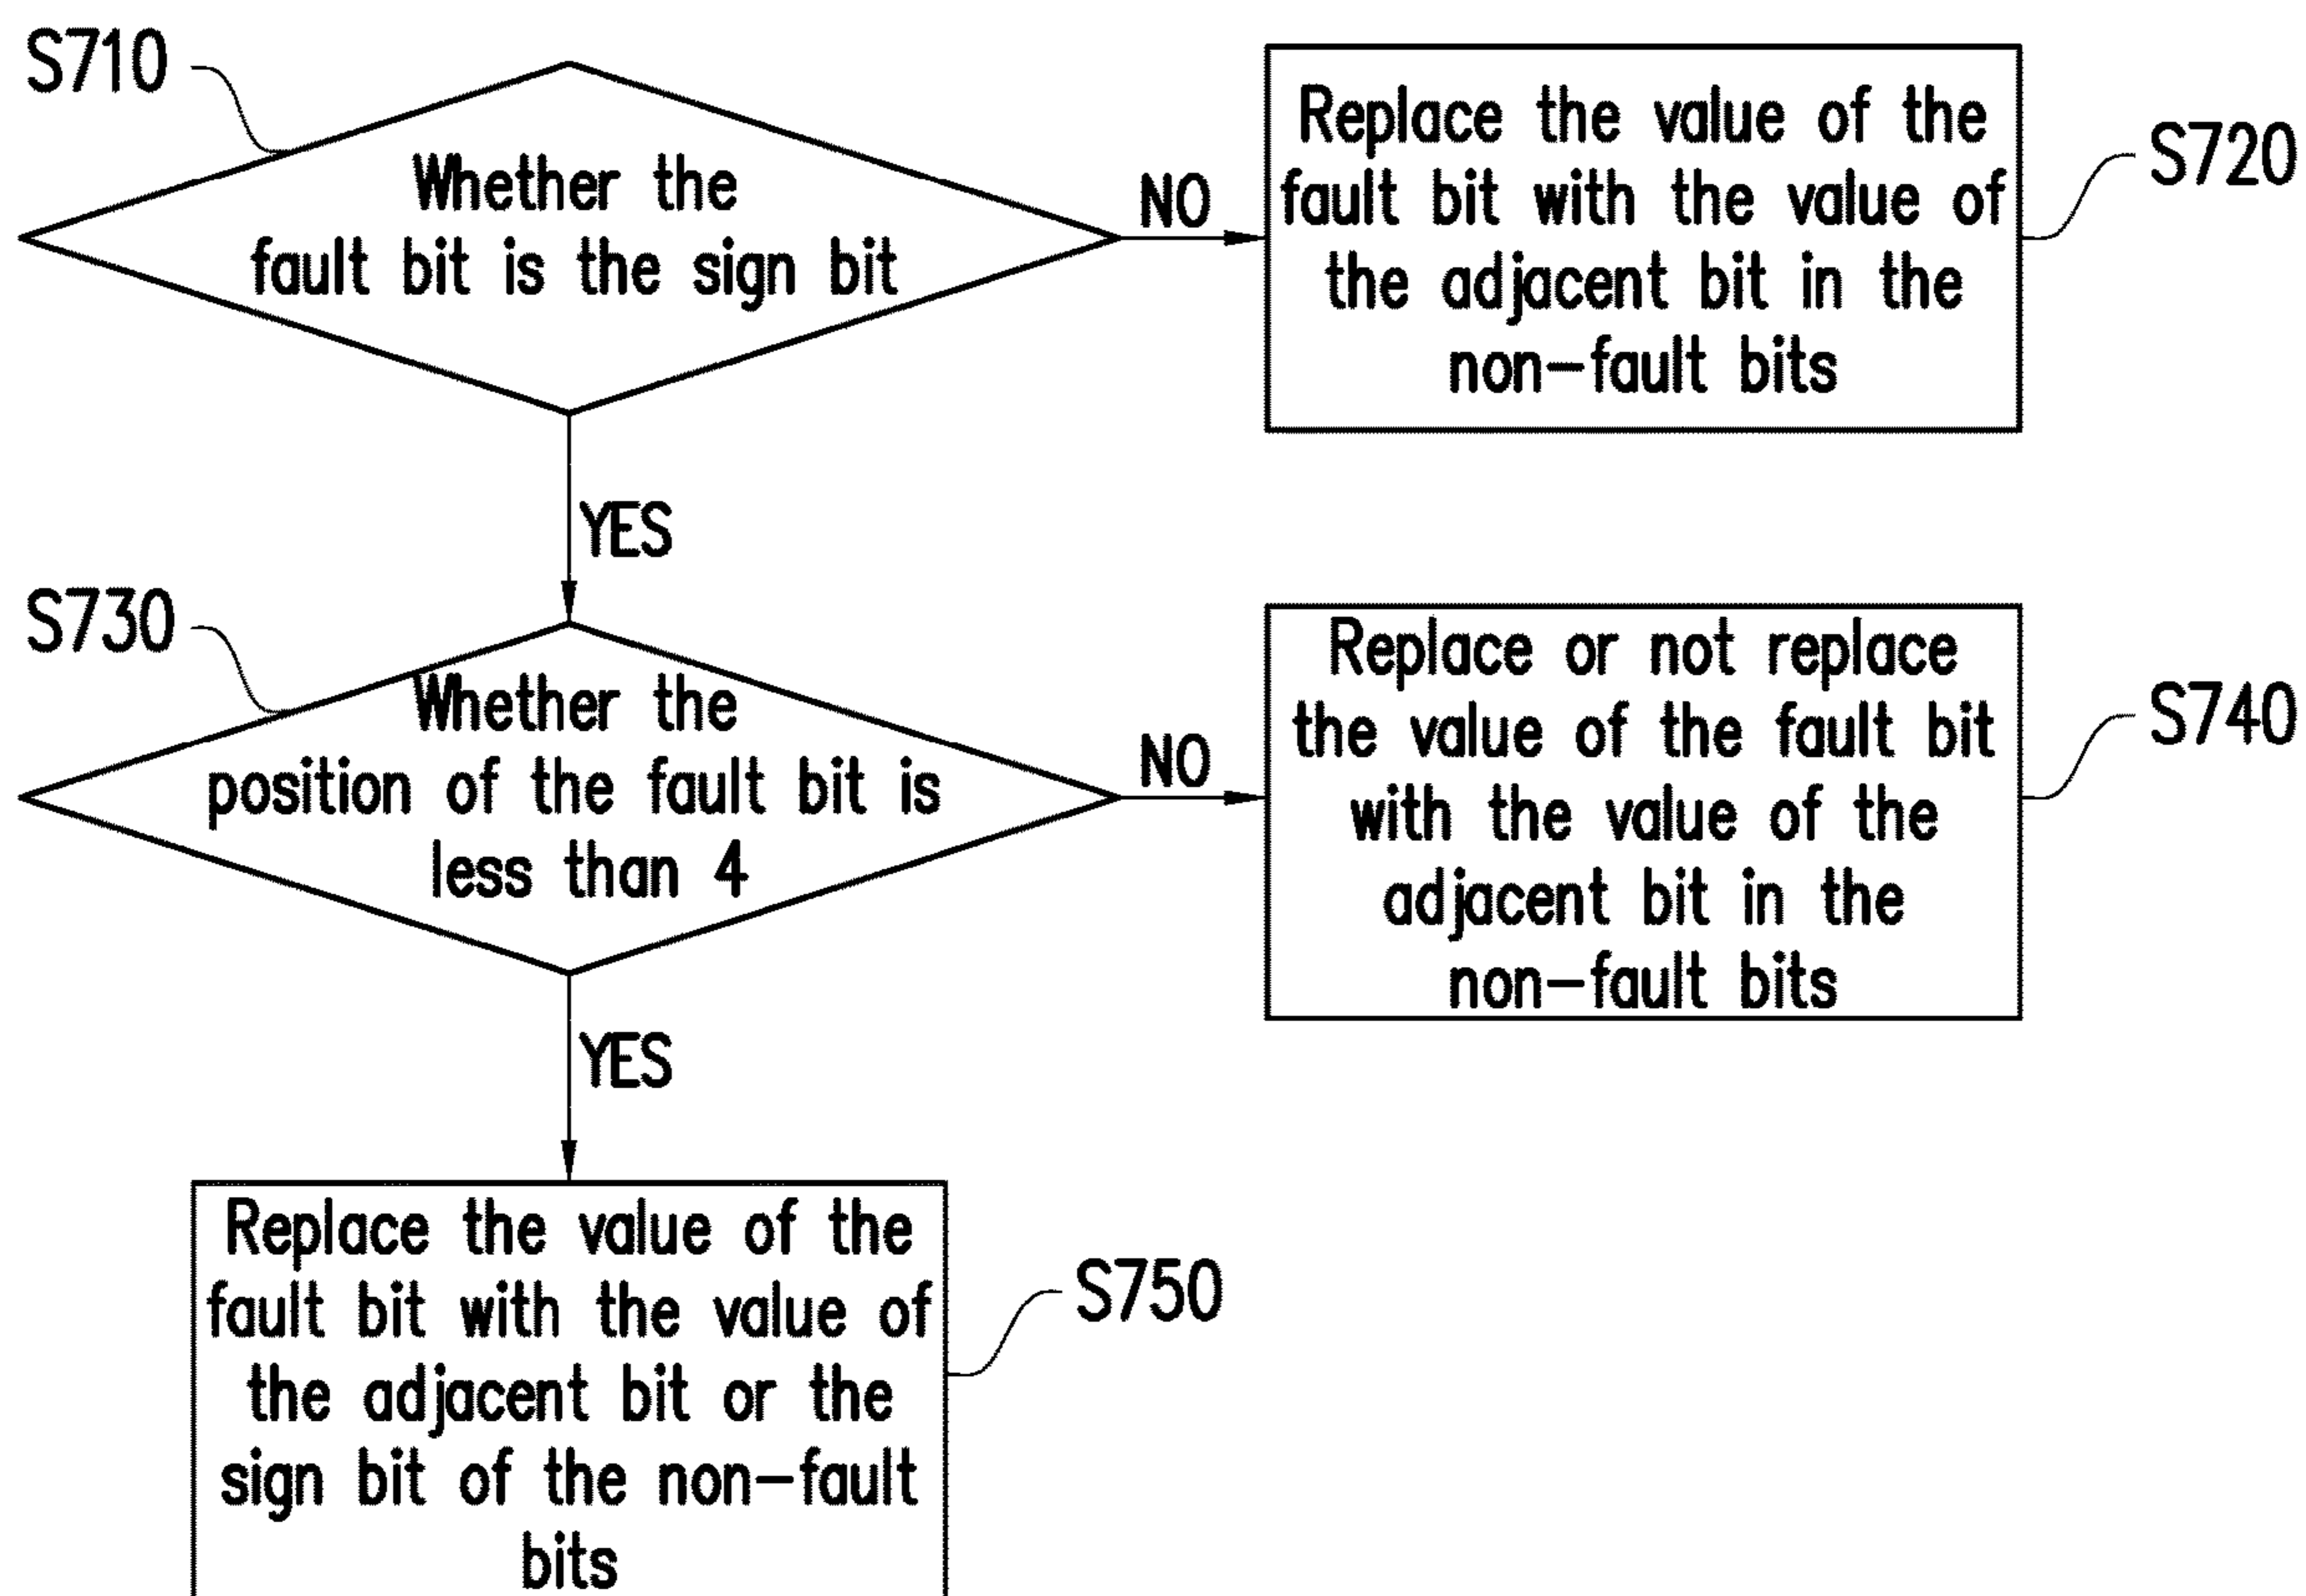 S710
Whether the
fault bit is the sign bit
NO
Replace the value of the
fault bit with the value of
the adjacent bit in the
non-fault bits
S720
YES
S730
Whether the
position of the fault bit is
less than 4
NO
Replace or not replace
the value of the fault bit
with the value of the
adjacent bit in the
non-fault bits
S740
YES
Replace the value of the
fault bit with the value of
the adjacent bit or the
sign bit of the non-fault
bits
S750